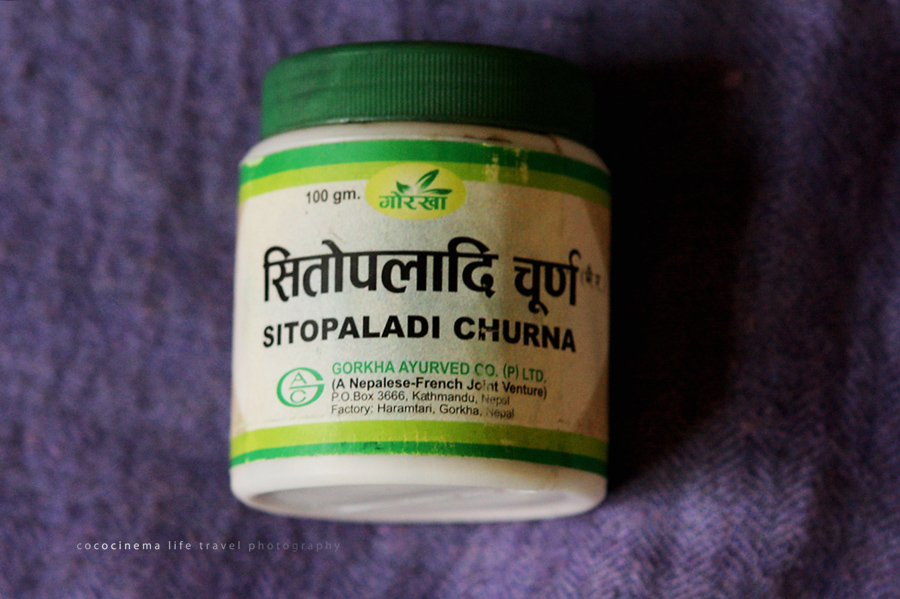 100 gm.
गोरखा
सितोपलादि चूर्ण
SITOPALADI CHURNA
GAC
GORKHA AYURVED CO. (P) LTD.
(A Nepalese-French Joint Venture)
P.O.Box 3666, Kathmandu, Nepal
Factory: Haramtari, Gorkha, Nepal
cococinema life travel photography